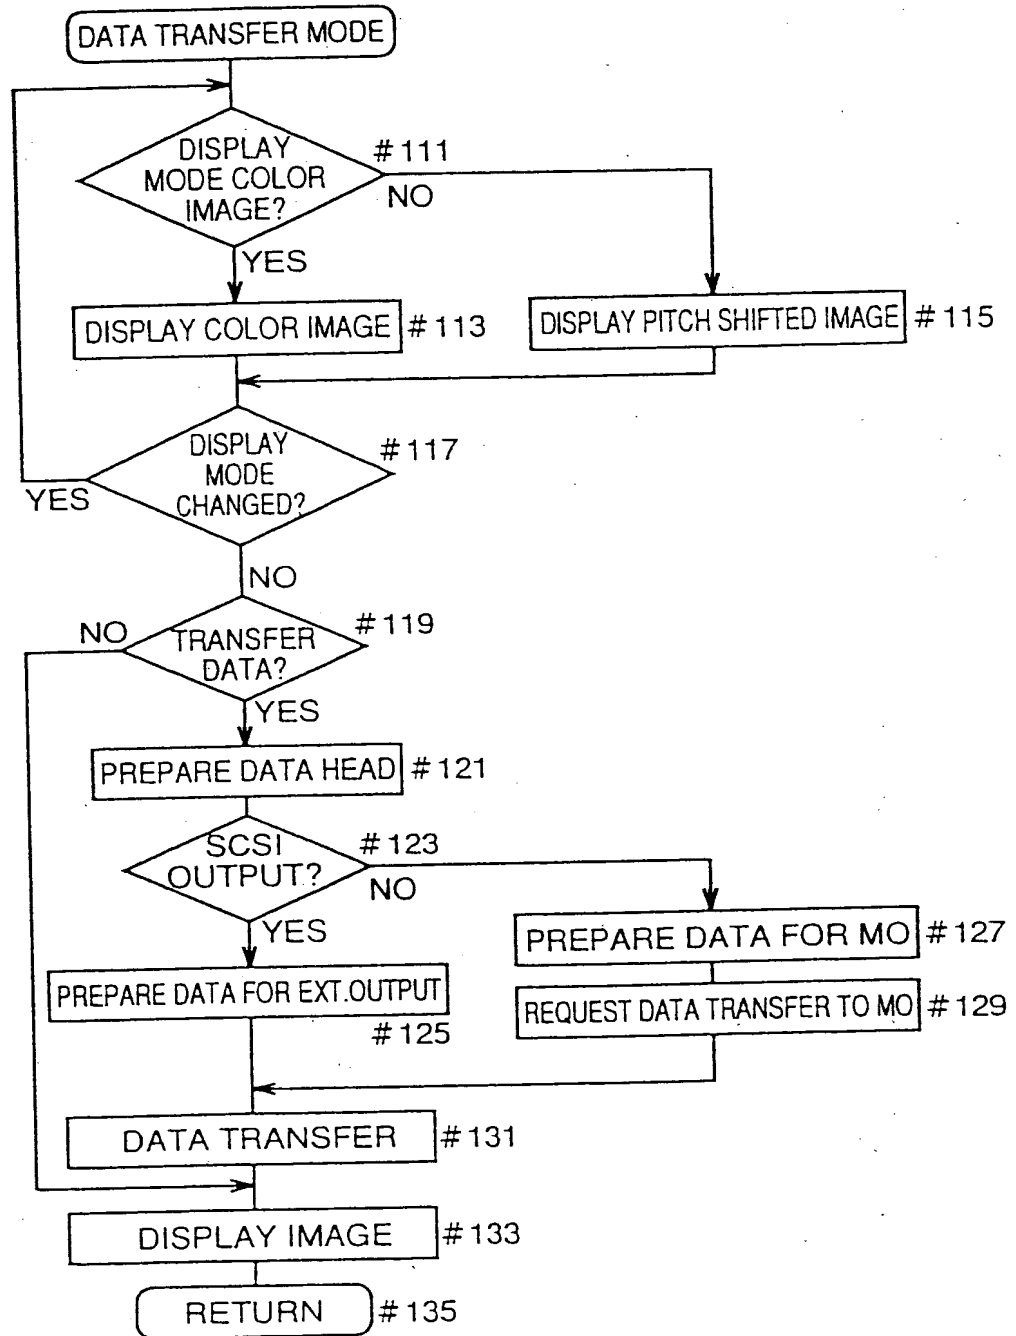 DATA TRANSFER MODE
DISPLAY
MODE COLOR
IMAGE?
#111
NO
YES
DISPLAY COLOR IMAGE
#113
DISPLAY PITCH SHIFTED IMAGE
#115
DISPLAY
MODE
CHANGED?
#117
YES
NO
TRANSFER
DATA?
#119
NO
YES
PREPARE DATA HEAD
#121
SCSI
OUTPUT?
#123
NO
YES
PREPARE DATA FOR EXT.OUTPUT
#125
PREPARE DATA FOR MO
#127
REQUEST DATA TRANSFER TO MO
#129
DATA TRANSFER
#131
DISPLAY IMAGE
#133
RETURN
#135